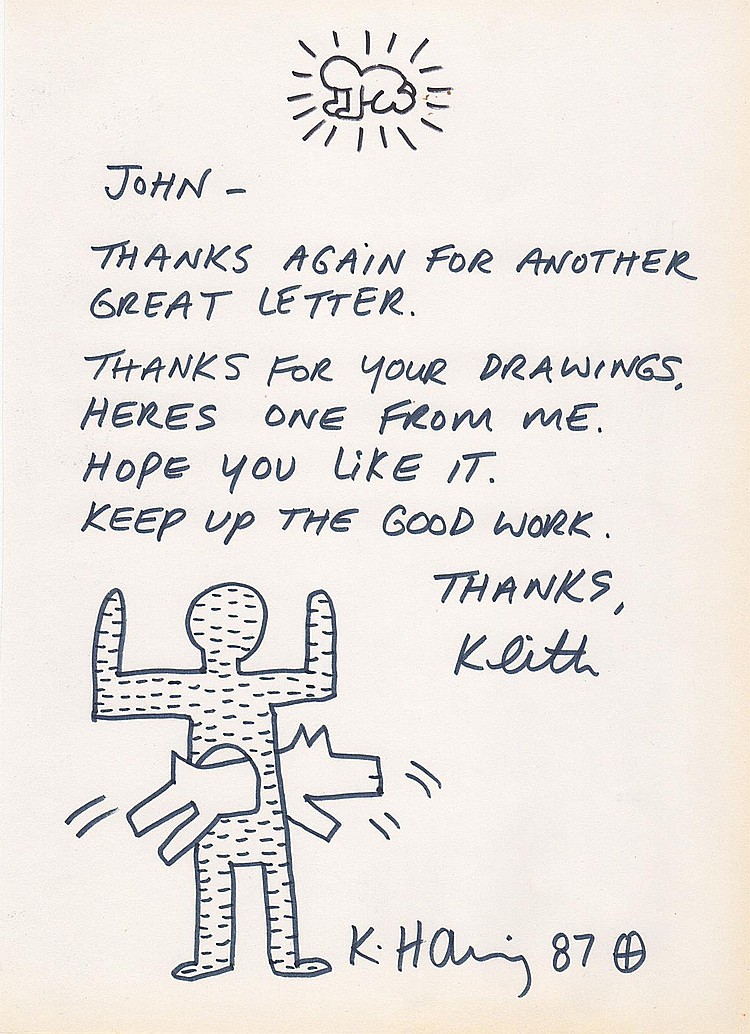 JOHN –
THANKS AGAIN FOR ANOTHER
GREAT LETTER.
THANKS FOR YOUR DRAWINGS,
HERES ONE FROM ME.
HOPE YOU LIKE IT.
KEEP UP THE GOOD WORK.
THANKS,
Keith
K. Haring 87 ⊕